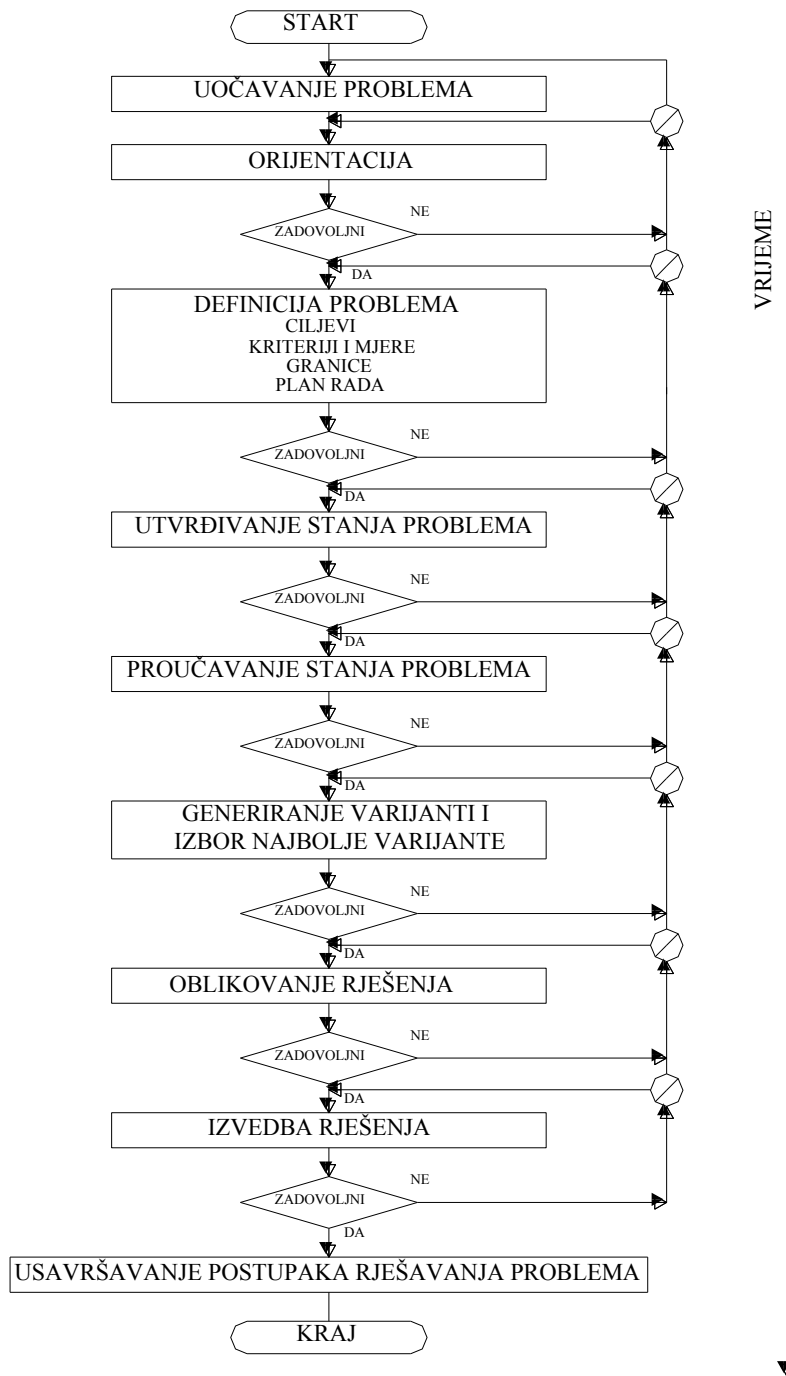 START
UOČAVANJE PROBLEMA
ORIJENTACIJA
ZADOVOLJNI
NE
DA
DEFINICIJA PROBLEMA
CILJEVI
KRITERIJI I MJERE
GRANICE
PLAN RADA
ZADOVOLJNI
NE
DA
UTVRĐIVANJE STANJA PROBLEMA
ZADOVOLJNI
NE
DA
PROUČAVANJE STANJA PROBLEMA
ZADOVOLJNI
NE
DA
GENERIRANJE VARIJANTI I
IZBOR NAJBOLJE VARIJANTE
ZADOVOLJNI
NE
DA
OBLIKOVANJE RJEŠENJA
ZADOVOLJNI
NE
DA
IZVEDBA RJEŠENJA
ZADOVOLJNI
NE
DA
USAVRŠAVANJE POSTUPAKA RJEŠAVANJA PROBLEMA
KRAJ
VRIJEME